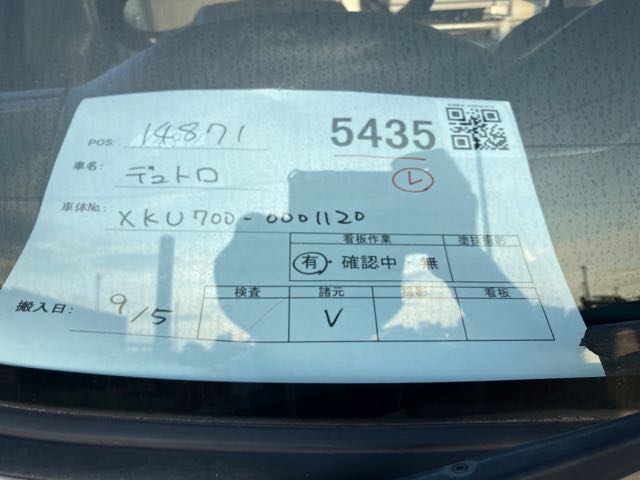 POS: 14871
5435
車名: デュトロ
Ⓛ
車体No.: XKU700-0001120
看板作業 塗抹撮影
有・確認中 無
検査 諸元 撮影 看板
搬入日: 9/5
V